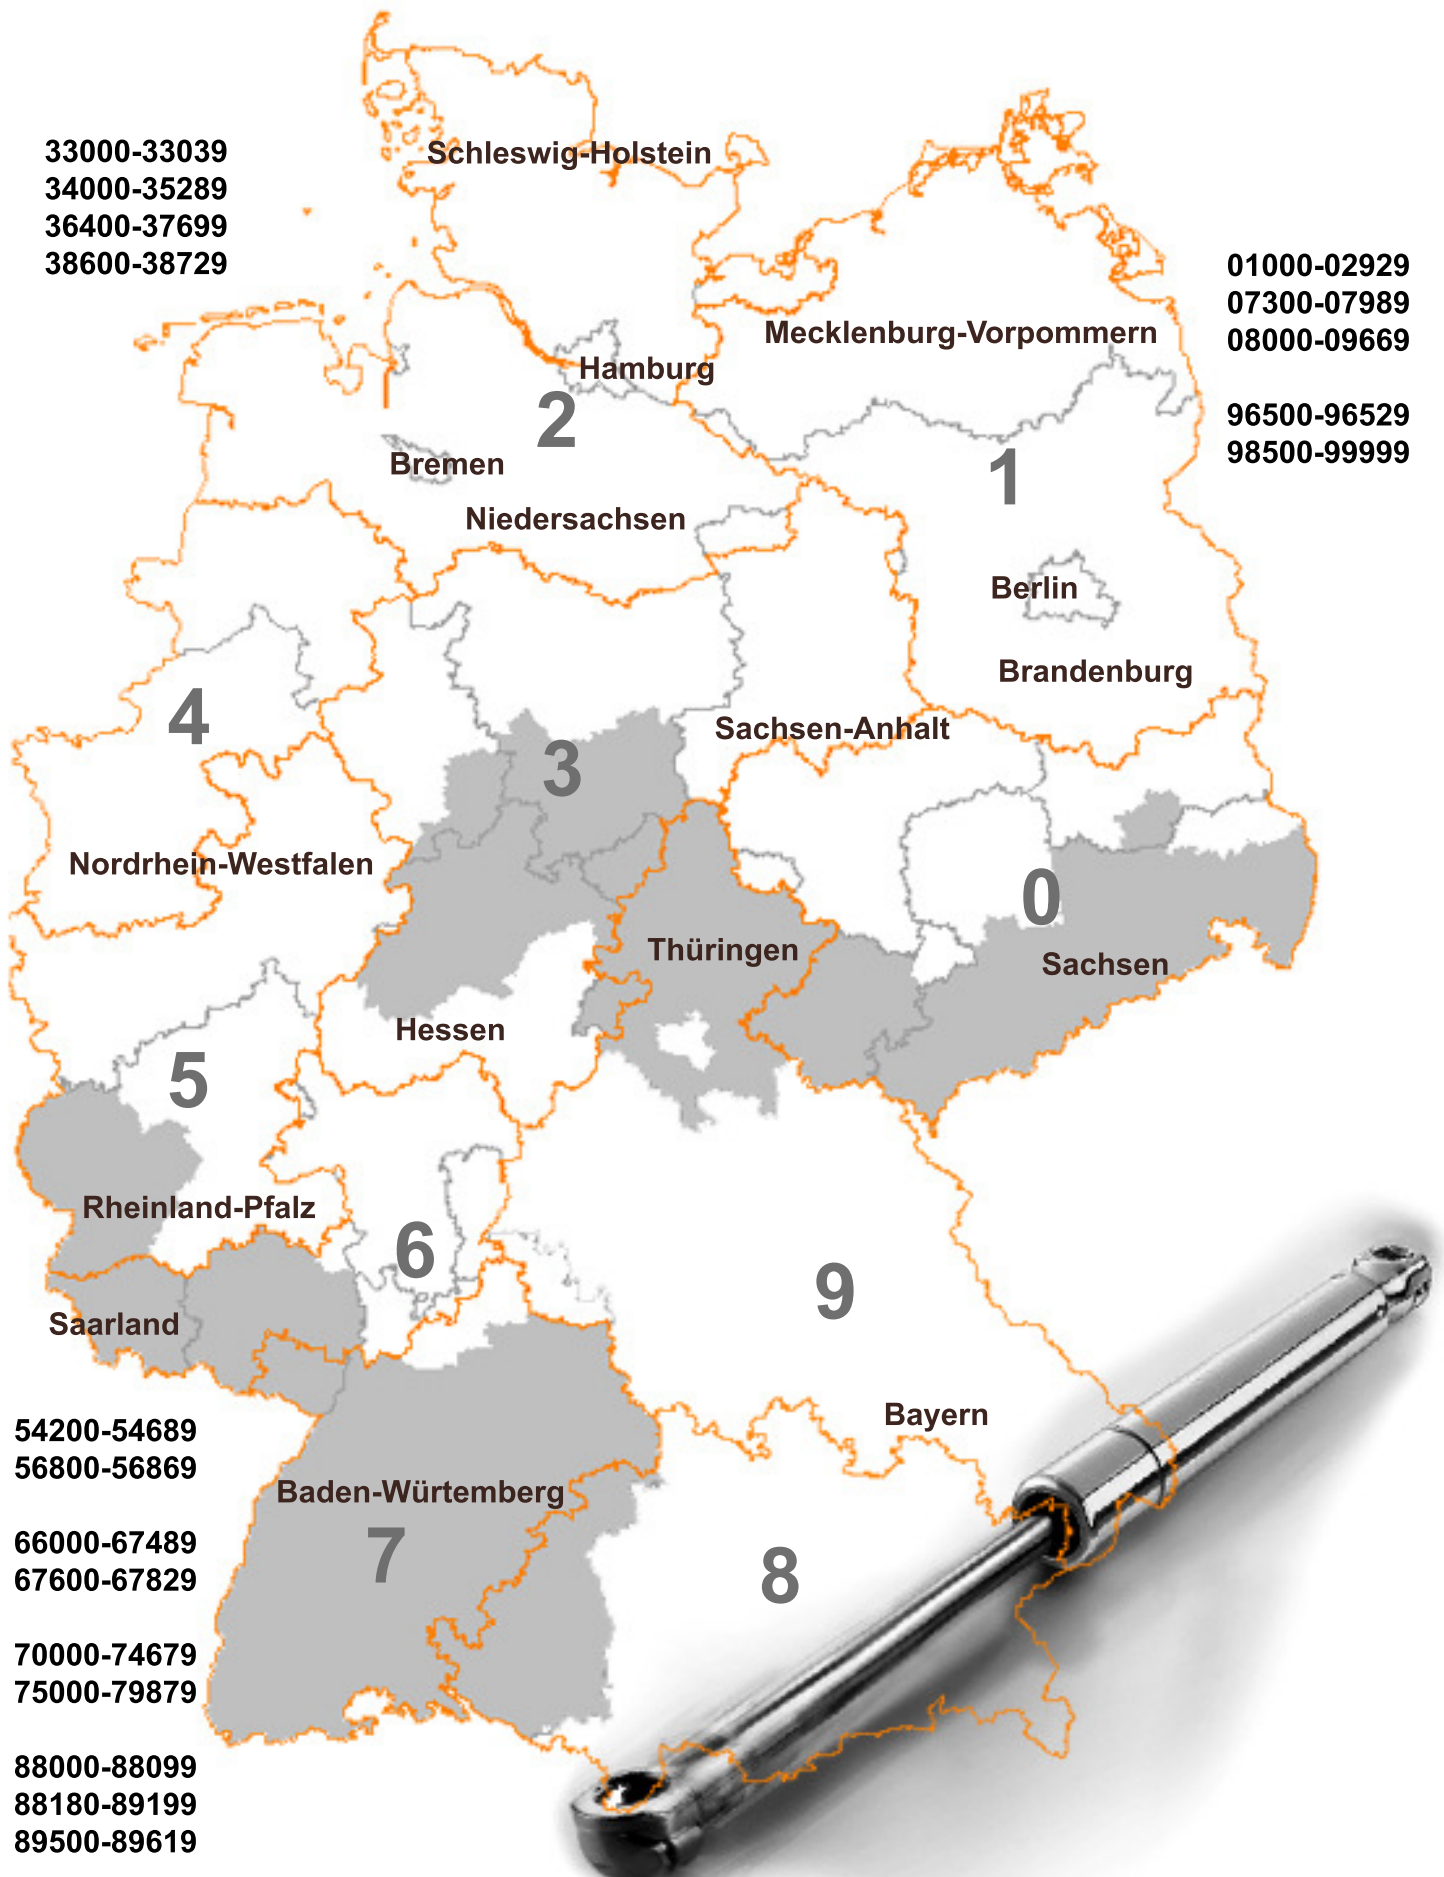 33000-33039
34000-35289
36400-37699
38600-38729
Schleswig-Holstein
01000-02929
07300-07989
08000-09669
96500-96529
98500-99999
Mecklenburg-Vorpommern
Hamburg
2
Bremen
1
Niedersachsen
Berlin
Brandenburg
4
Sachsen-Anhalt
3
Nordrhein-Westfalen
0
Thüringen
Sachsen
Hessen
5
Rheinland-Pfalz
6
9
Saarland
Bayern
54200-54689
56800-56869
66000-67489
67600-67829
70000-74679
75000-79879
88000-88099
88180-89199
89500-89619
Baden-Würtemberg
7
8